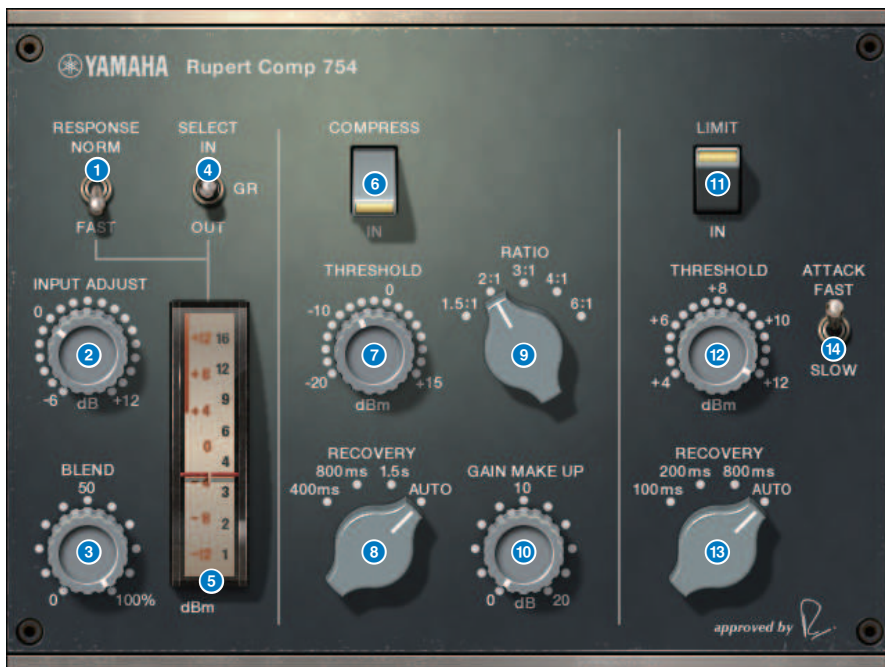 YAMAHA Rupert Comp 754
RESPONSE
NORM
1
FAST
SELECT
IN
4
GR
OUT
INPUT ADJUST
0
2
-6 dB +12
BLEND
50
3
0 100%
+12 16
+8 12
+4 9
6
0
4
-4
3
-8
2
-12 1
5
dBm
COMPRESS
6
IN
THRESHOLD
0
-10
7
-20 +15
dBm
RATIO
1.5:1 2:1 3:1 4:1 6:1
9
RECOVERY
400ms 800ms 1.5s AUTO
8
GAIN MAKE UP
10
10
0 dB 20
LIMIT
11
IN
THRESHOLD
+8
+6 +10
12
+4 +12
dBm
ATTACK
FAST
14
SLOW
RECOVERY
100ms 200ms 800ms AUTO
13
approved by